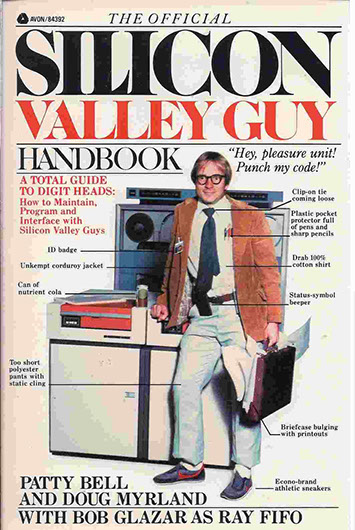 AVON/84392
THE OFFICIAL
SILICON
VALLEY GUY
HANDBOOK
"Hey, pleasure unit!
Punch my code!"
A TOTAL GUIDE
TO DIGIT HEADS:
How to Maintain,
Program and
Interface with
Silicon Valley Guys
Clip-on tie
coming loose
Plastic pocket
protector full
of pens and
sharp pencils
ID badge
Drab 100%
cotton shirt
Unkempt corduroy jacket
Can of
nutrient cola
Status-symbol
beeper
Too short
polyester
pants with
static cling
Briefcase bulging
with printouts
Econo-brand
athletic sneakers
PATTY BELL
AND DOUG MYRLAND
WITH BOB GLAZAR AS RAY FIFO